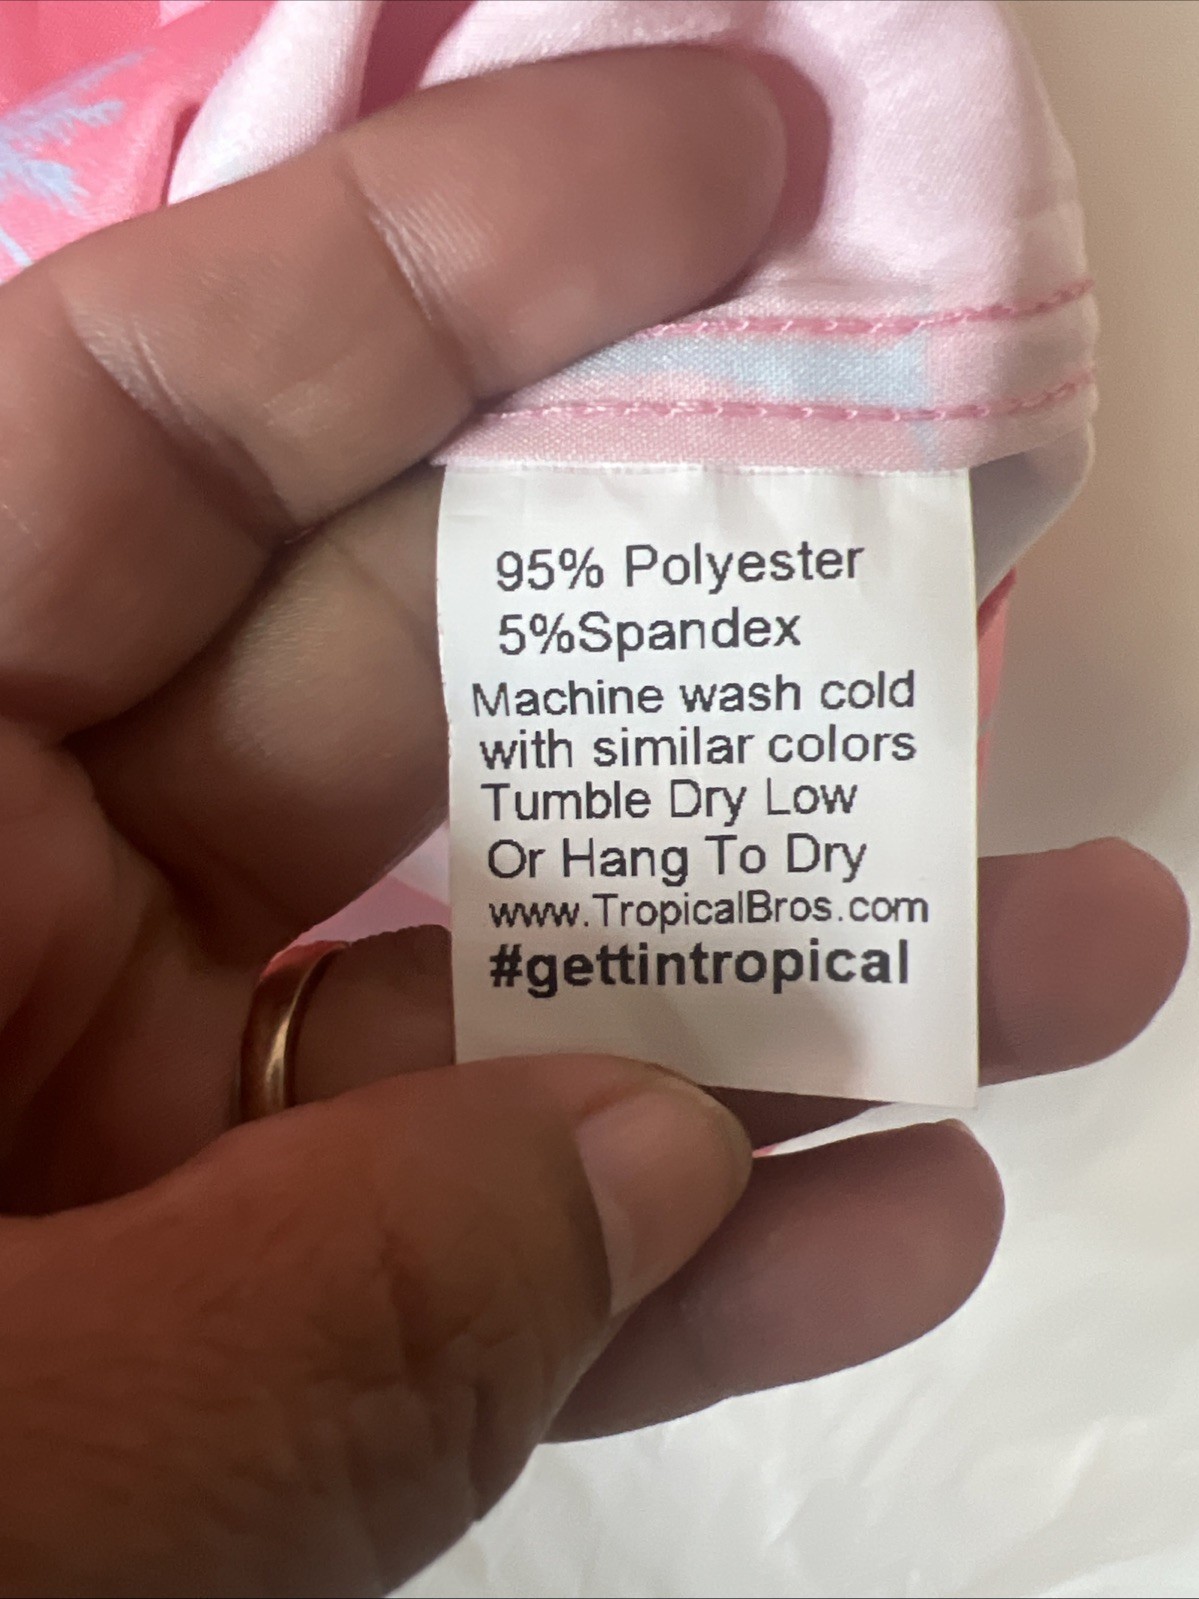 95% Polyester
5%Spandex
Machine wash cold
with similar colors
Tumble Dry Low
Or Hang To Dry
www.TropicalBros.com
#gettintropical